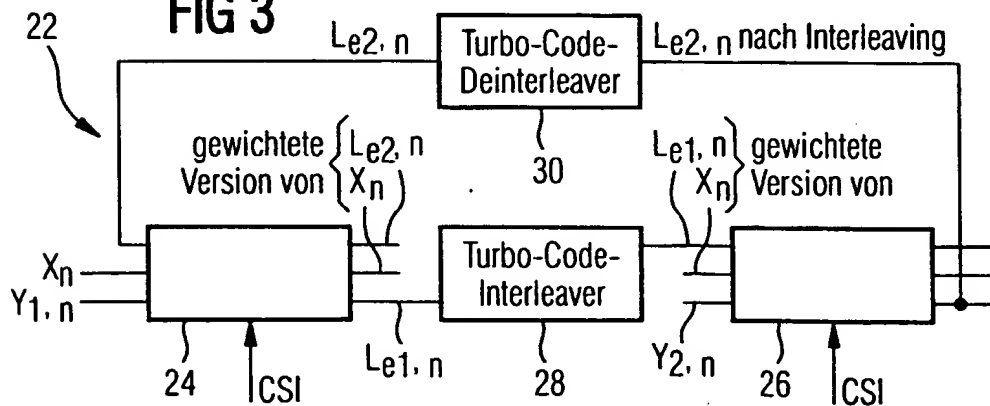 FIG 3
22
Le2, n
Turbo-Code-
Deinterleaver
Le2, n nach Interleaving
30
gewichtete
Version von
Le2, n
Xn
Le1, n
Xn
gewichtete
Version von
Xn
Y1, n
Turbo-Code-
Interleaver
24
CSI
Le1, n
28
Y2, n
26
CSI